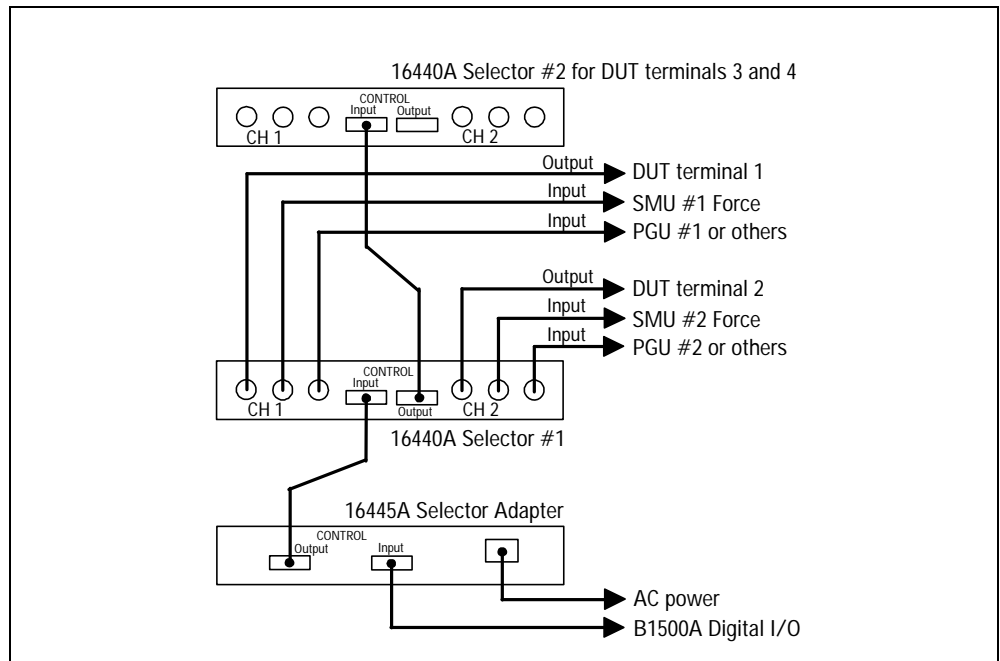 16440A Selector #2 for DUT terminals 3 and 4
CONTROL
Input Output
CH 1 CH 2
Output DUT terminal 1
Input SMU #1 Force
Input PGU #1 or others
Output DUT terminal 2
Input SMU #2 Force
Input PGU #2 or others
CONTROL
Input
CH 1 Output CH 2
16440A Selector #1
16445A Selector Adapter
CONTROL
Output Input
AC power
B1500A Digital I/O